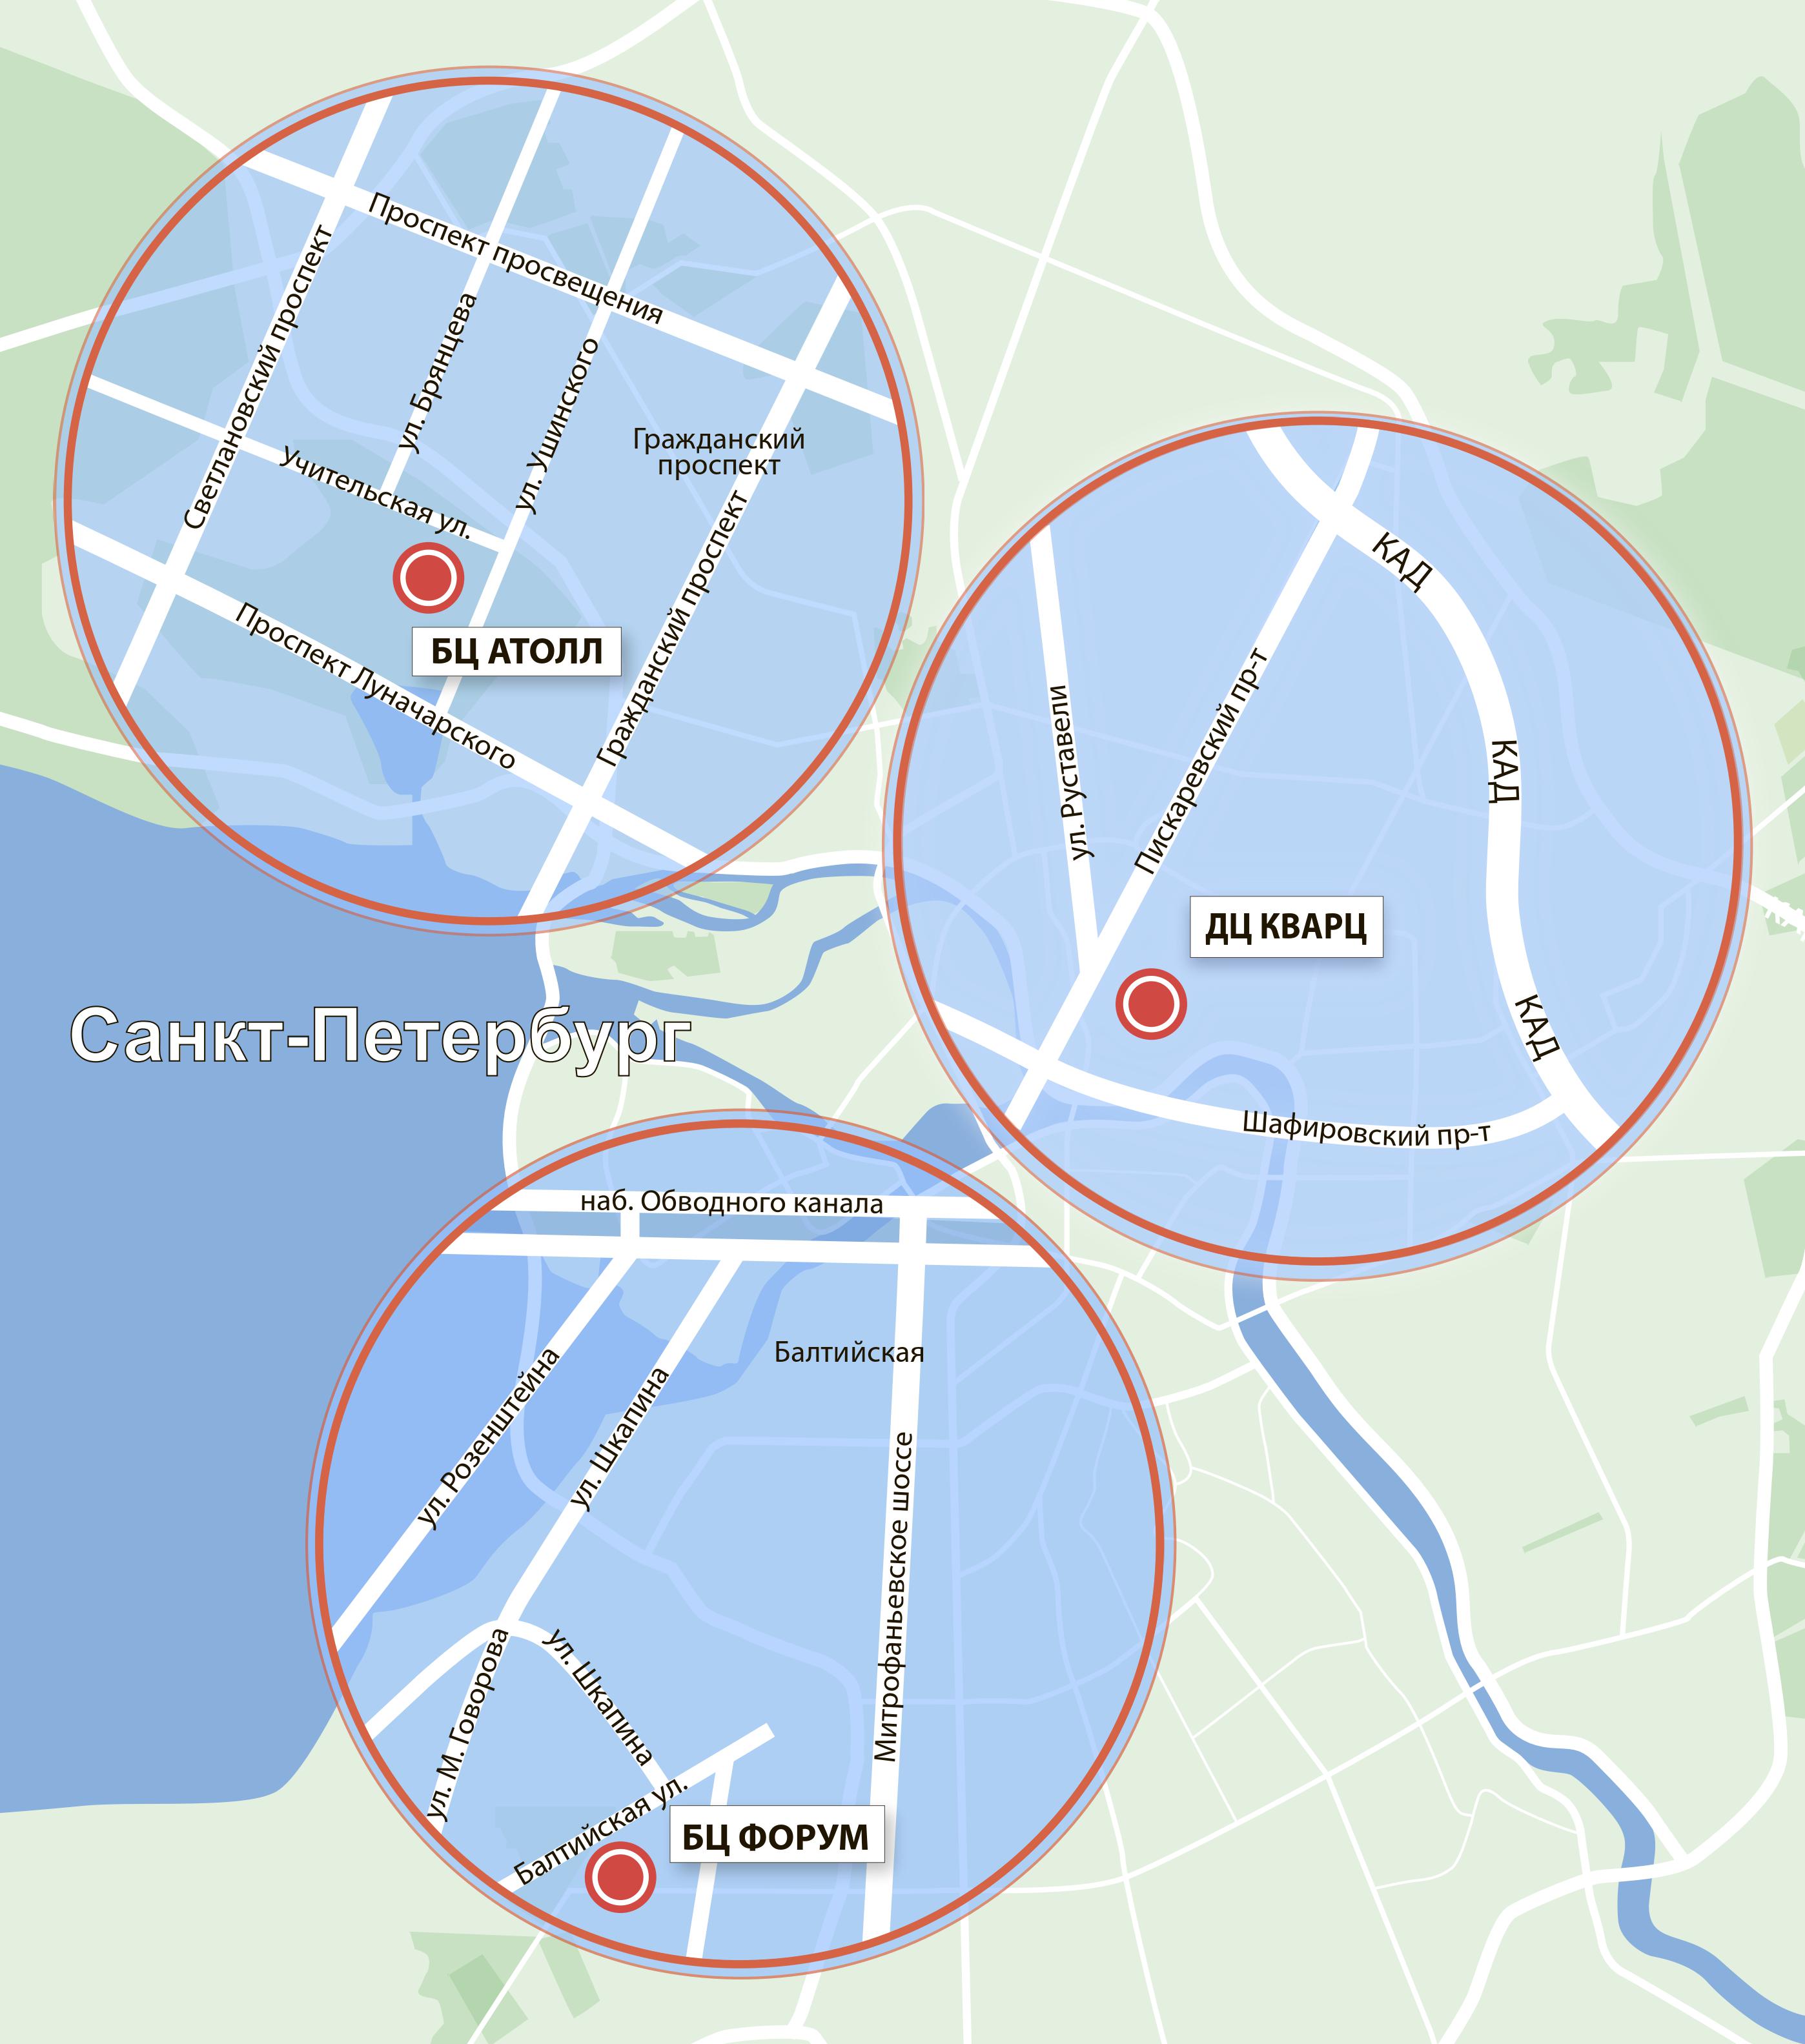 Проспект просвещения
Светлановский проспект
ул. Брянцева
ул. Ушинского
Гражданский
проспект
Учительская ул.
Гражданский проспект
Проспект Луначарского
БЦ АТОЛЛ
КАД
ул. Руставели
Пискаревский пр-т
КАД
ДЦ КВАРЦ
КАД
Шафировский пр-т
Санкт-Петербург
наб. Обводного канала
Балтийская
ул. Розенштейна
ул. Шкапина
Митрофаньевское шоссе
ул. М. Говорова
ул. Шкапина
Балтийская ул.
БЦ ФОРУМ